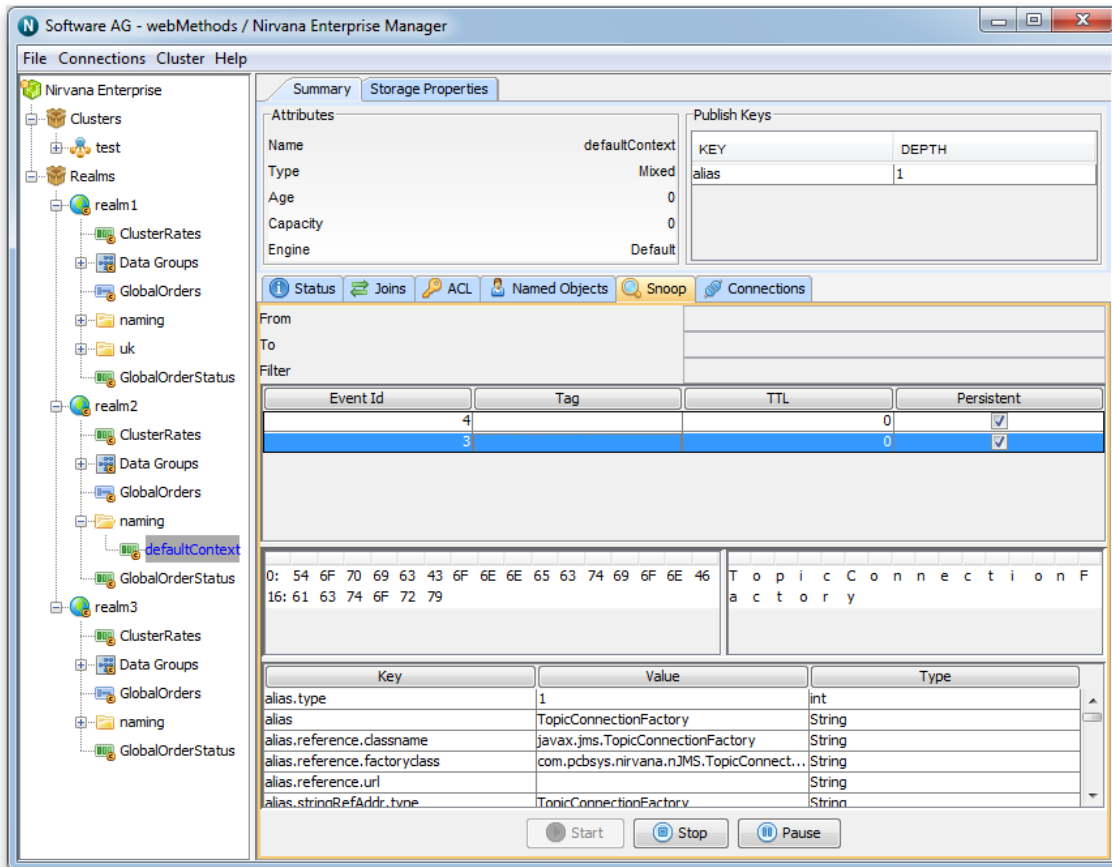 Software AG - webMethods / Nirvana Enterprise Manager
File Connections Cluster Help
Nirvana Enterprise
Clusters
test
Realms
realm1
ClusterRates
Data Groups
GlobalOrders
naming
uk
GlobalOrderStatus
realm2
ClusterRates
Data Groups
GlobalOrders
naming
defaultContext
GlobalOrderStatus
realm3
ClusterRates
Data Groups
GlobalOrders
naming
GlobalOrderStatus
Summary Storage Properties
Attributes
Name defaultContext
Type Mixed
Age 0
Capacity 0
Engine Default
Publish Keys
KEY DEPTH
alias 1
Status Joins ACL Named Objects Snoop Connections
From
To
Filter
Event Id Tag TTL Persistent
4 0
3 0
0: 54 6F 70 69 63 43 6F 6E 6E 65 63 74 69 6F 6E 46
16: 61 63 74 6F 72 79
T o p i c C o n n e c t i o n F
a c t o r y
Key Value Type
alias.type 1 int
alias TopicConnectionFactory String
alias.reference.classname javax.jms.TopicConnectionFactory String
alias.reference.factoryclass com.pcbsys.nirvana.nJMS.TopicConnect... String
alias.reference.url String
alias.stringRefAddr.type TopicConnectionFactory String
Start Stop Pause